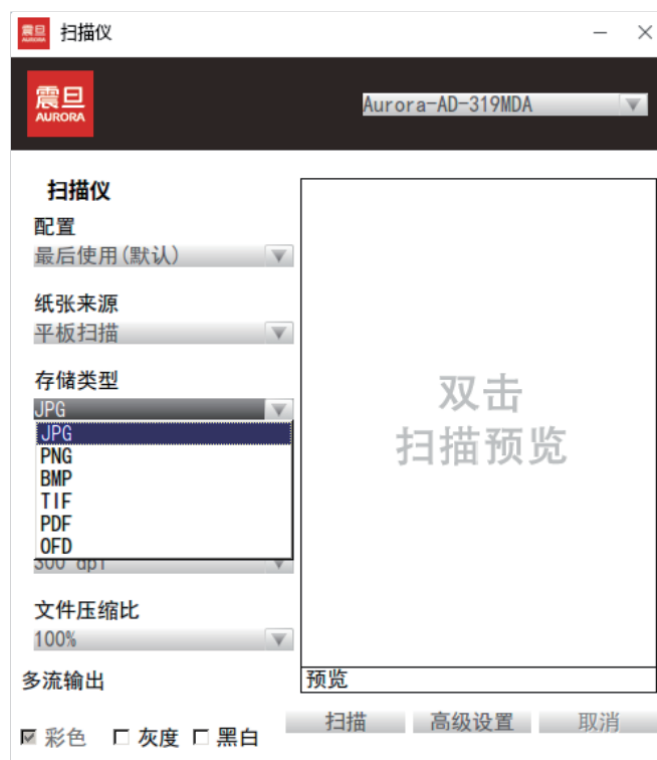 震旦
AURORA
扫描仪
震旦
AURORA
Aurora-AD-319MDA
扫描仪
配置
最后使用(默认)
纸张来源
平板扫描
存储类型
JPG
JPG
PNG
BMP
TIF
PDF
OFD
300 dpi
文件压缩比
100%
多流输出
彩色 灰度 黑白
双击
扫描预览
预览
扫描 高级设置 取消